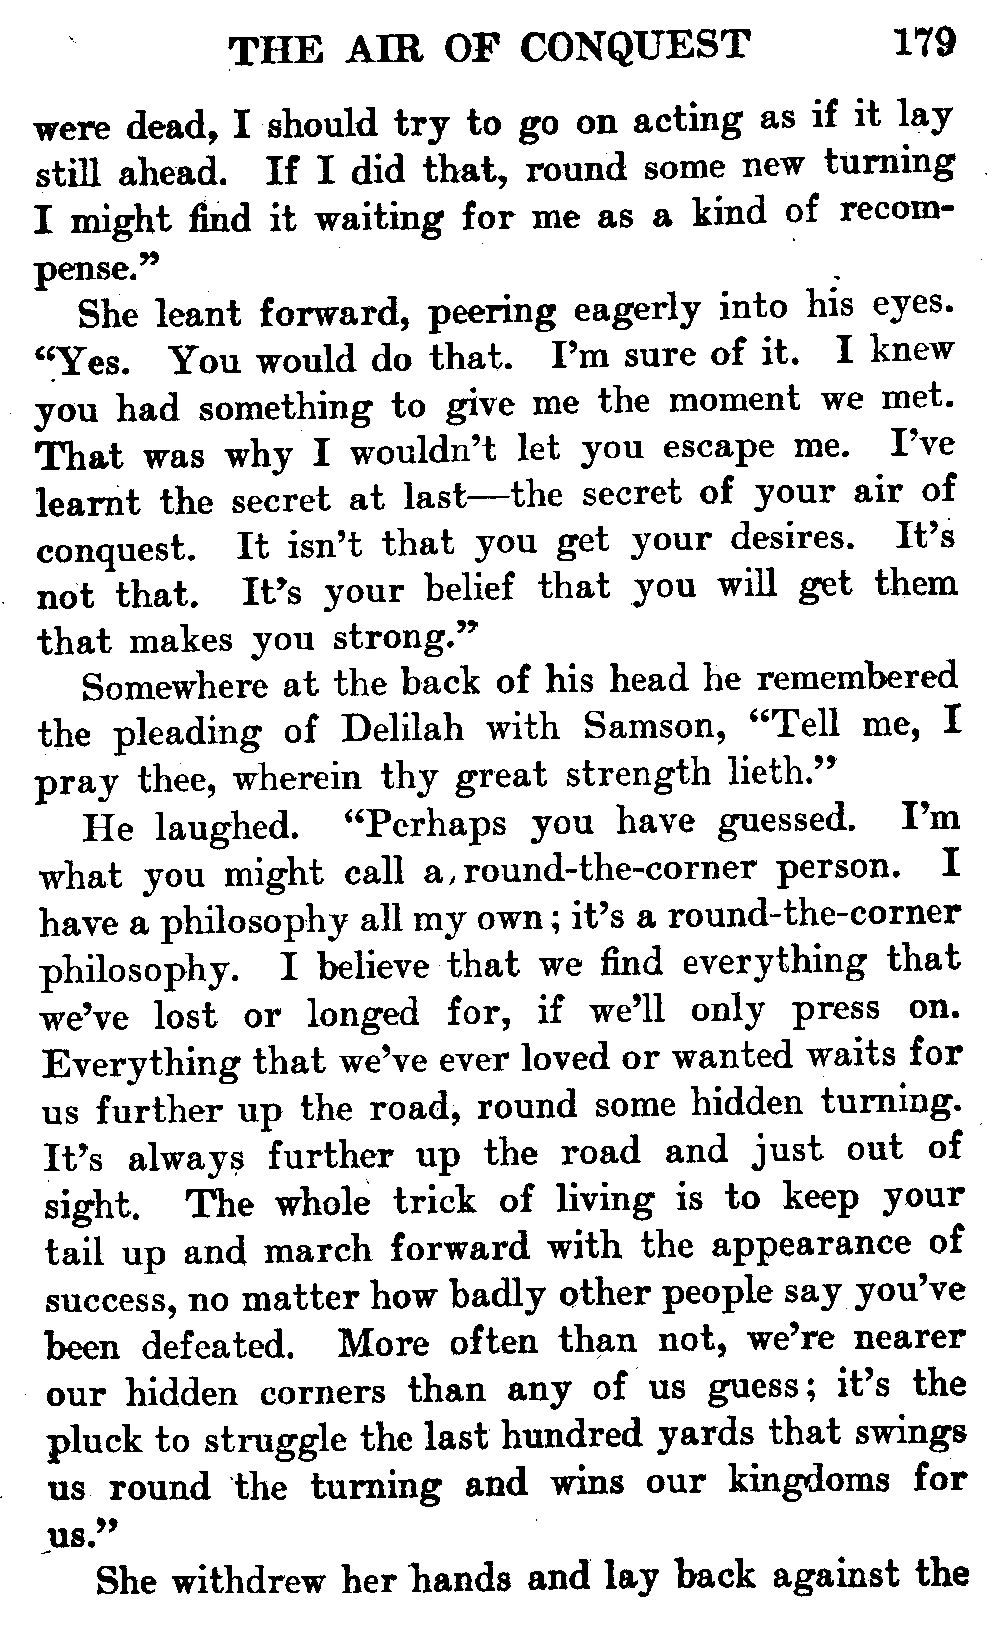 THE AIR OF CONQUEST 179
were dead, I should try to go on acting as if it lay
still ahead. If I did that, round some new turning
I might find it waiting for me as a kind of recom-
pense.”
She leant forward, peering eagerly into his eyes.
“Yes. You would do that. I’m sure of it. I knew
you had something to give me the moment we met.
That was why I wouldn’t let you escape me. I’ve
learnt the secret at last—the secret of your air of
conquest. It isn’t that you get your desires. It’s
not that. It’s your belief that you will get them
that makes you strong.”
Somewhere at the back of his head he remembered
the pleading of Delilah with Samson, “Tell me, I
pray thee, wherein thy great strength lieth.”
He laughed. “Perhaps you have guessed. I’m
what you might call a round-the-corner person. I
have a philosophy all my own; it’s a round-the-corner
philosophy. I believe that we find everything that
we’ve lost or longed for, if we’ll only press on.
Everything that we’ve ever loved or wanted waits for
us further up the road, round some hidden turning.
It’s always further up the road and just out of
sight. The whole trick of living is to keep your
tail up and march forward with the appearance of
success, no matter how badly other people say you’ve
been defeated. More often than not, we’re nearer
our hidden corners than any of us guess; it’s the
pluck to struggle the last hundred yards that swings
us round the turning and wins our kingdoms for
us.”
She withdrew her hands and lay back against the